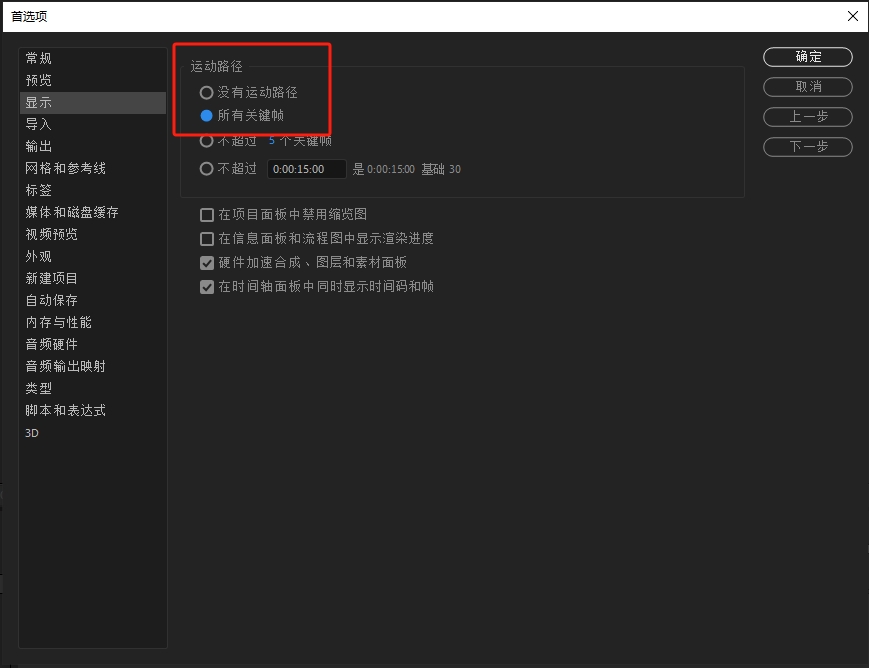 首选项
常规
预览
显示
导入
输出
网格和参考线
标签
媒体和磁盘缓存
视频预览
外观
新建项目
自动保存
内存与性能
音频硬件
音频输出映射
类型
脚本和表达式
3D
运动路径
没有运动路径
所有关键帧
不超过 5 个关键帧
不超过 0:00:15:00 是 0:00:15:00 基础 30
在项目面板中禁用缩览图
在信息面板和流程图中显示渲染进度
硬件加速合成、图层和素材面板
在时间轴面板中同时显示时间码和帧
确定
取消
上一步
下一步